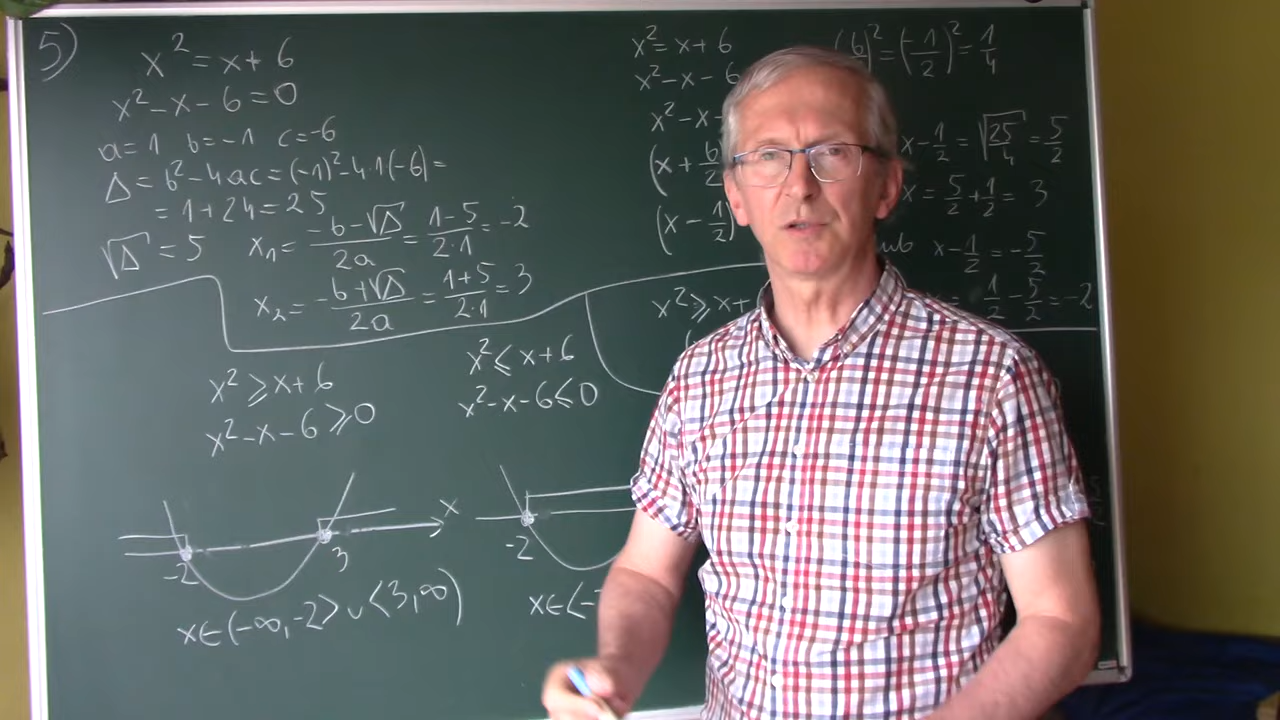 5)
x² = x + 6
x² - x - 6 = 0
a = 1 b = -1 c = -6
Δ = b² - 4ac = (-1)² - 4·1(-6) =
= 1 + 24 = 25
√Δ = 5 x₁ = (-b-√Δ)/2a = (1-5)/2·1 = -2
x₂ = (-b+√Δ)/2a = (1+5)/2·1 = 3
x² ⩾ x + 6
x² - x - 6 ⩾ 0
-2 3 x
x∈(-∞,-2> ∪ <3,∞)
x² ⩽ x + 6
x² - x - 6 ⩽ 0
-2
x∈<-
x² = x + 6
x² - x - 6
x² - x -
(x +
(x - 1/2)
x² ⩾ x +
)² = (-1/2)² = 1/4
x - 1/2 = √25/4 = 5/2
x = 5/2 + 1/2 = 3
lub x - 1/2 = -5/2
= 1/2 - 5/2 = -2